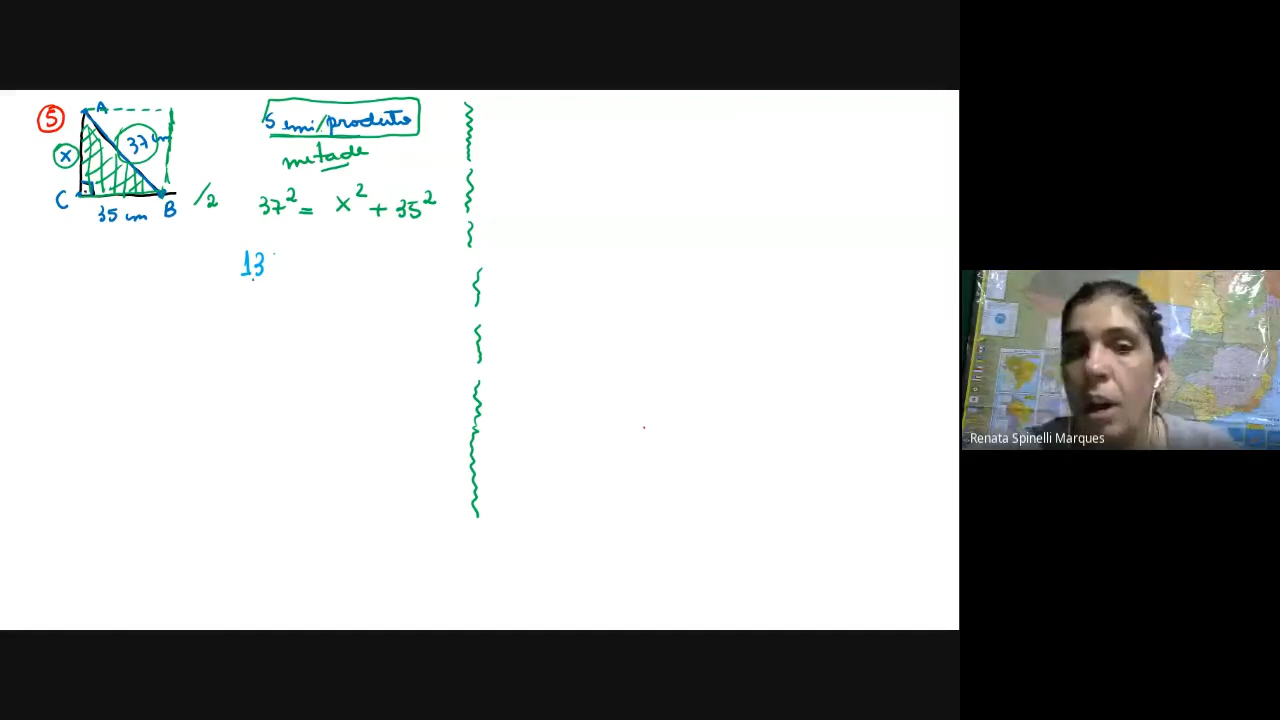 5
A
37 cm
x
C
35 cm
B
/2
Semi/produto
metade
37² = x² + 35²
13
Renata Spinelli Marques